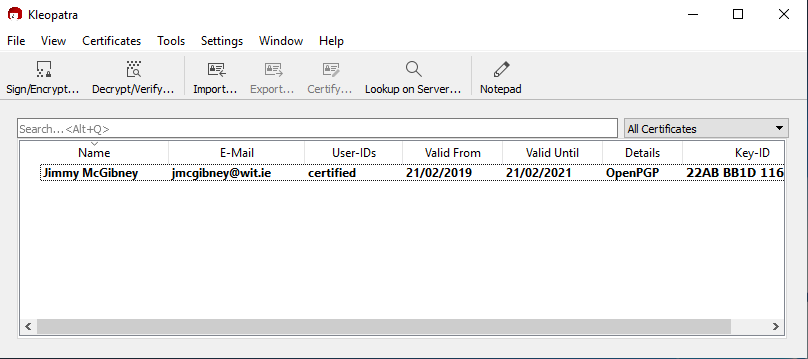 Kleopatra
File View Certificates Tools Settings Window Help
Sign/Encrypt... Decrypt/Verify... Import... Export... Certify... Lookup on Server... Notepad
Search...<Alt+Q> All Certificates
Name E-Mail User-IDs Valid From Valid Until Details Key-ID
Jimmy McGibney jmcgibney@wit.ie certified 21/02/2019 21/02/2021 OpenPGP 22AB BB1D 116